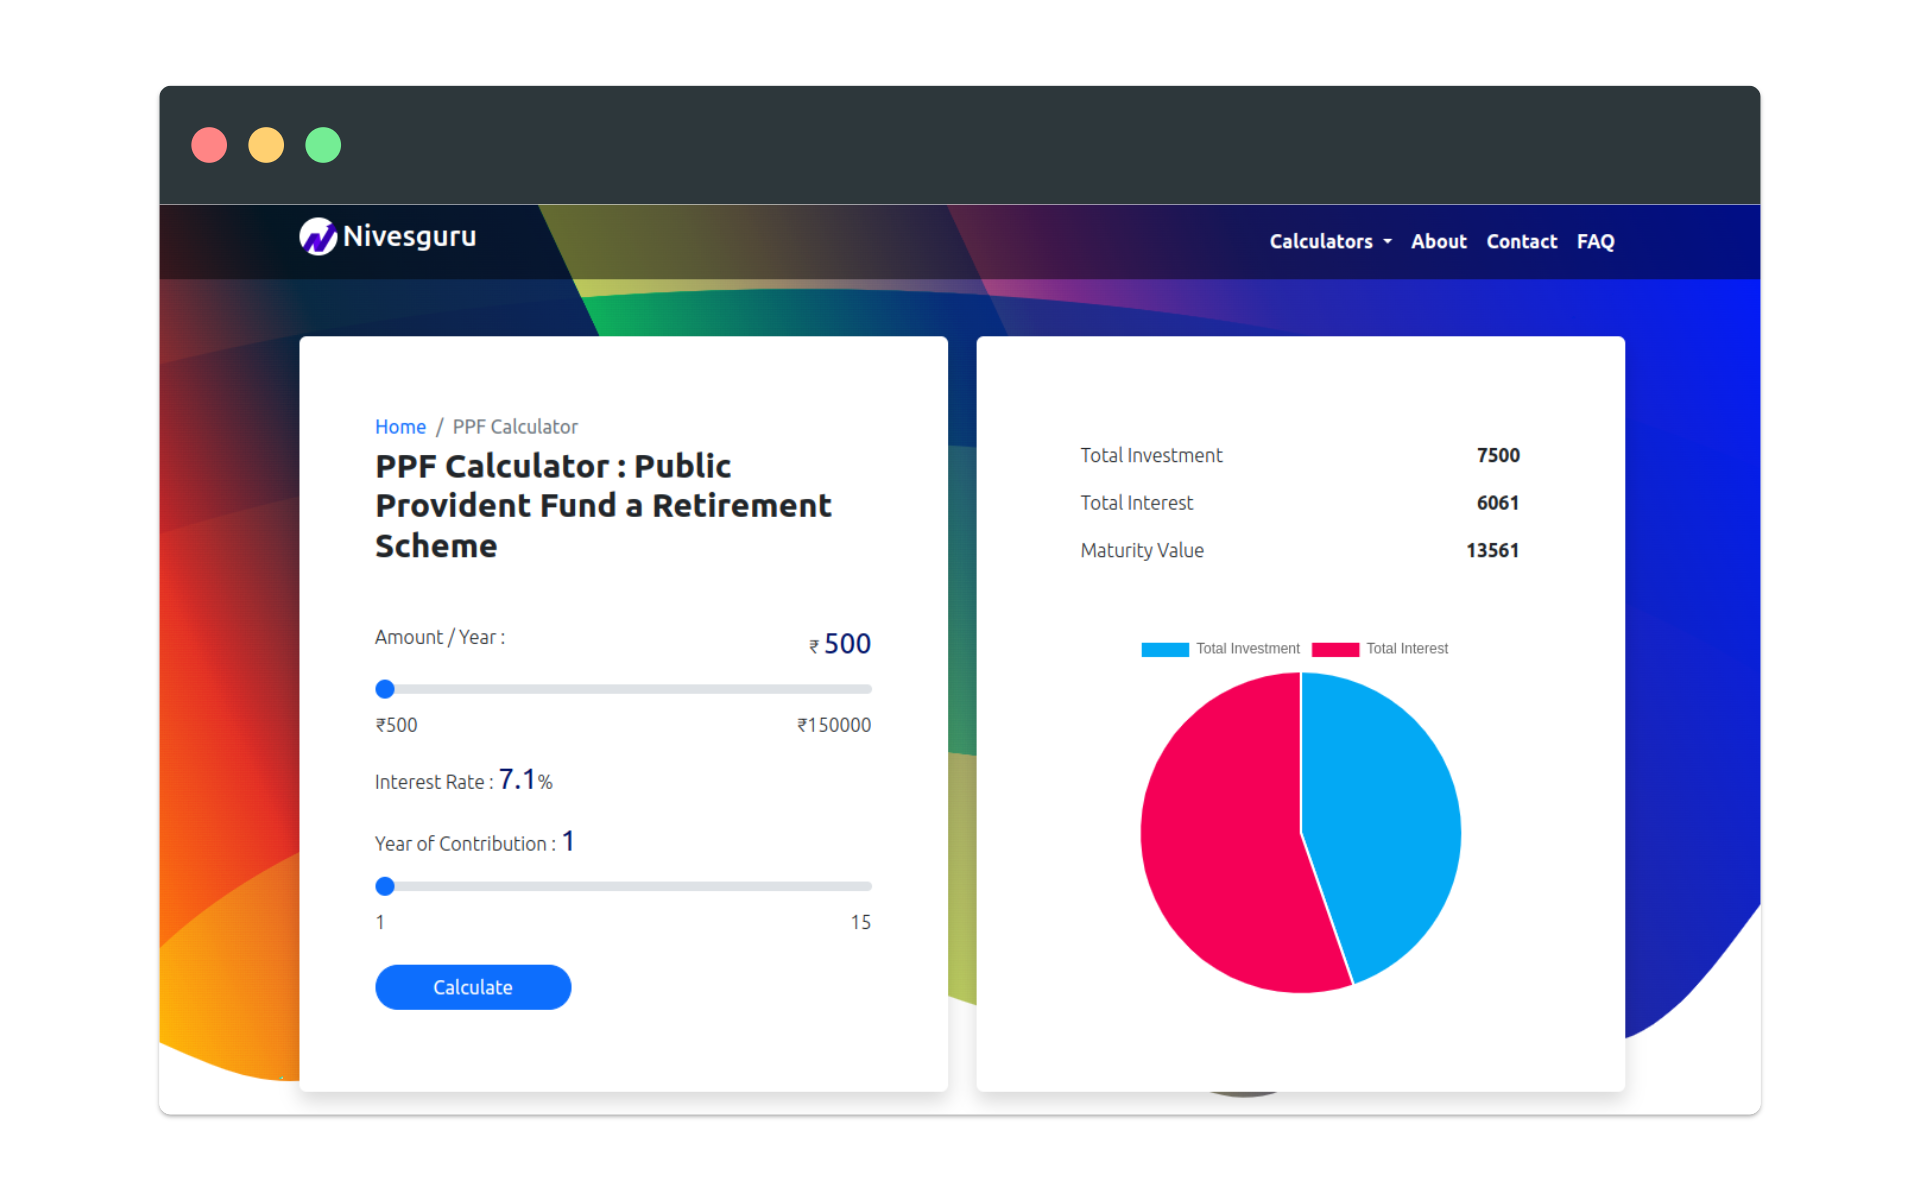 Nivesguru
Calculators About Contact FAQ
Home / PPF Calculator
PPF Calculator : Public
Provident Fund a Retirement
Scheme
Amount / Year :
₹ 500
₹500
₹150000
Interest Rate : 7.1%
Year of Contribution : 1
1
15
Calculate
Total Investment 7500
Total Interest 6061
Maturity Value 13561
Total Investment Total Interest